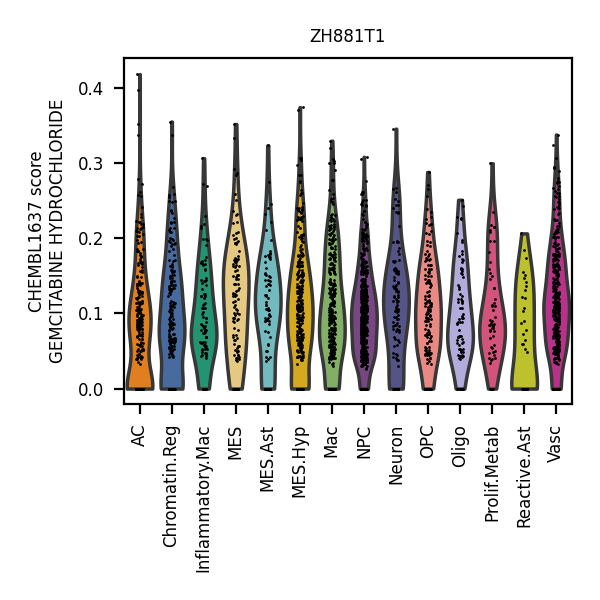 ZH881T1
CHEMBL1637 score
GEMCITABINE HYDROCHLORIDE
0.4
0.3
0.2
0.1
0.0
AC
Chromatin.Reg
Inflammatory.Mac
MES
MES.Ast
MES.Hyp
Mac
NPC
Neuron
OPC
Oligo
Prolif.Metab
Reactive.Ast
Vasc